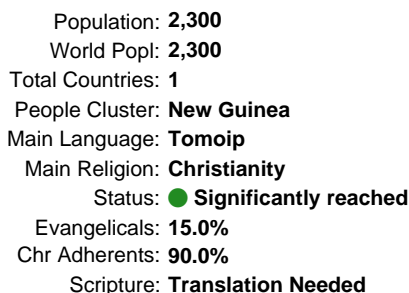 Population: 2,300
World Popl: 2,300
Total Countries: 1
People Cluster: New Guinea
Main Language: Tomoip
Main Religion: Christianity
Status: Significantly reached
Evangelicals: 15.0%
Chr Adherents: 90.0%
Scripture: Translation Needed